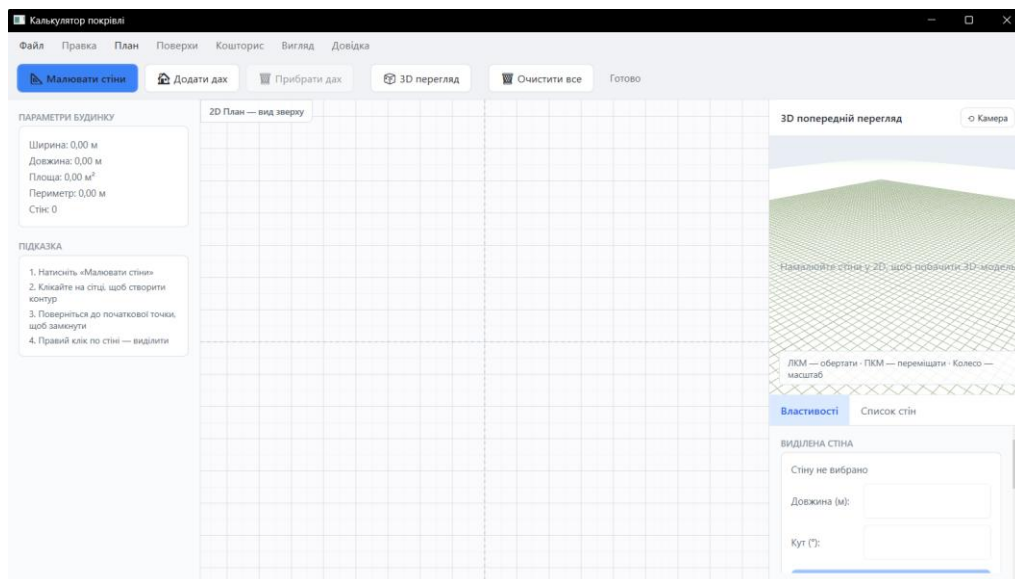 Калькулятор покрівлі
Файл Правка План Поверхи Кошторис Вигляд Довідка
Малювати стіни Додати дах Прибрати дах 3D перегляд Очистити все Готово
ПАРАМЕТРИ БУДИНКУ
Ширина: 0,00 м
Довжина: 0,00 м
Площа: 0,00 м²
Периметр: 0,00 м
Стін: 0
ПІДКАЗКА
1. Натисніть «Малювати стіни»
2. Клікайте на сітці, щоб створити
контур
3. Поверніться до початкової точки,
щоб замкнути
4. Правий клік по стіні — виділити
2D План — вид зверху
3D попередній перегляд
Камера
Намалюйте стіни у 2D, щоб побачити 3D-модель
ЛКМ — обертати · ПКМ — переміщати · Колесо —
масштаб
Властивості Список стін
ВИДІЛЕНА СТІНА
Стіну не вибрано
Довжина (м):
Кут (°):